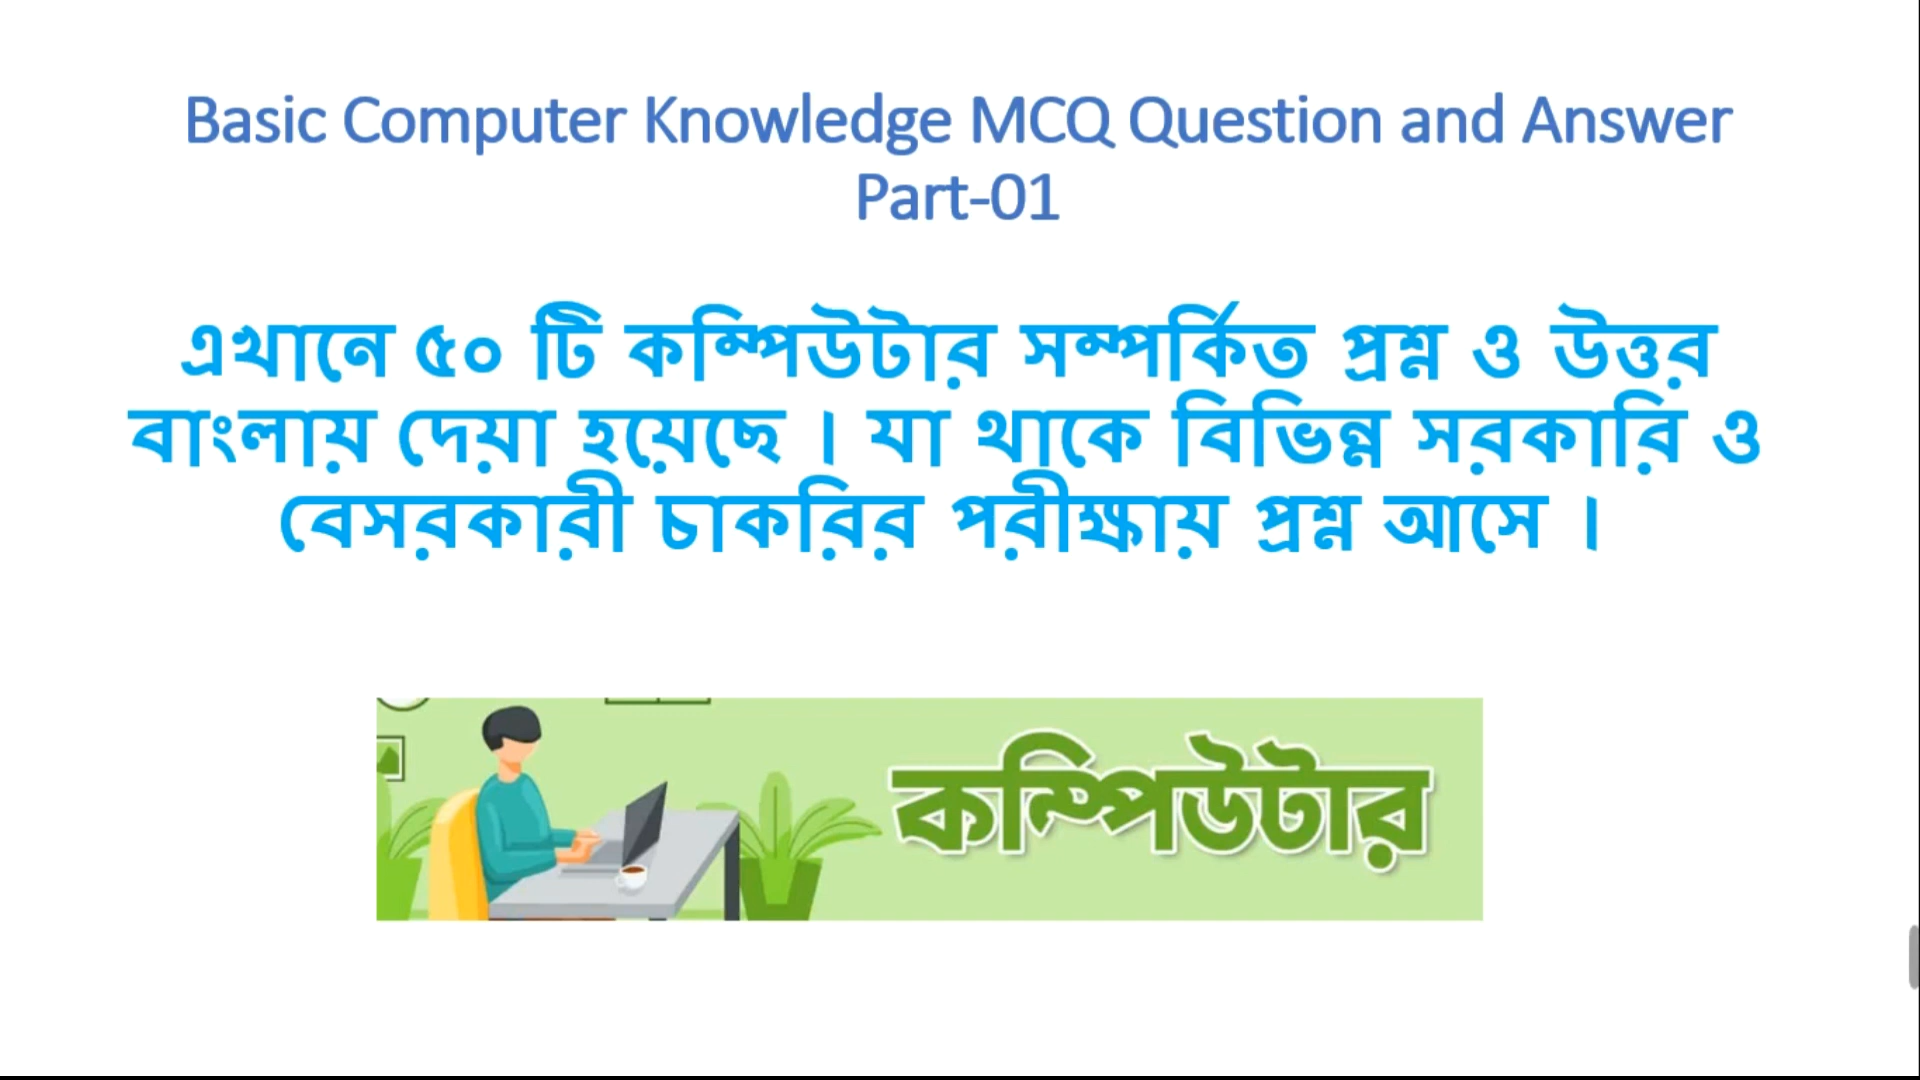 Basic Computer Knowledge MCQ Question and Answer
Part-01
এখানে ৫০ টি কম্পিউটার সম্পর্কিত প্রশ্ন ও উত্তর
বাংলায় দেয়া হয়েছে । যা থাকে বিভিন্ন সরকারি ও
বেসরকারী চাকরির পরীক্ষায় প্রশ্ন আসে ।
কম্পিউটার